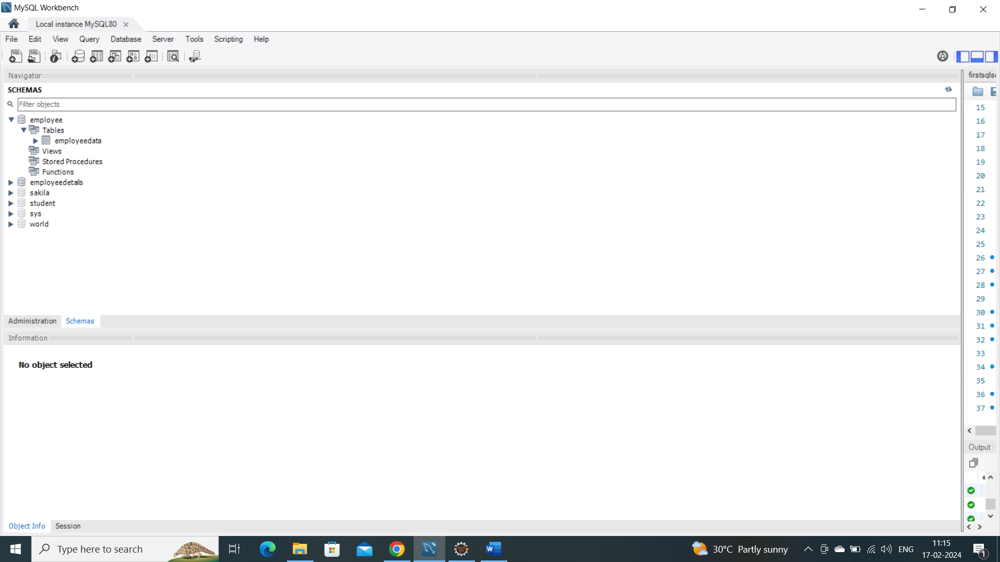 MySQL Workbench
Local instance MySQL80
File Edit View Query Database Server Tools Scripting Help
Navigator
SCHEMAS
Filter objects
employee
Tables
employeedata
Views
Stored Procedures
Functions
employeedetails
sakila
student
sys
world
Administration Schemas
Information
No object selected
Object Info Session
firstsqlsc
15
16
17
18
19
20
21
22
23
24
25
26
27
28
29
30
31
32
33
34
35
36
37
Output
#
Type here to search
30°C Partly sunny
ENG
11:15
17-02-2024
1